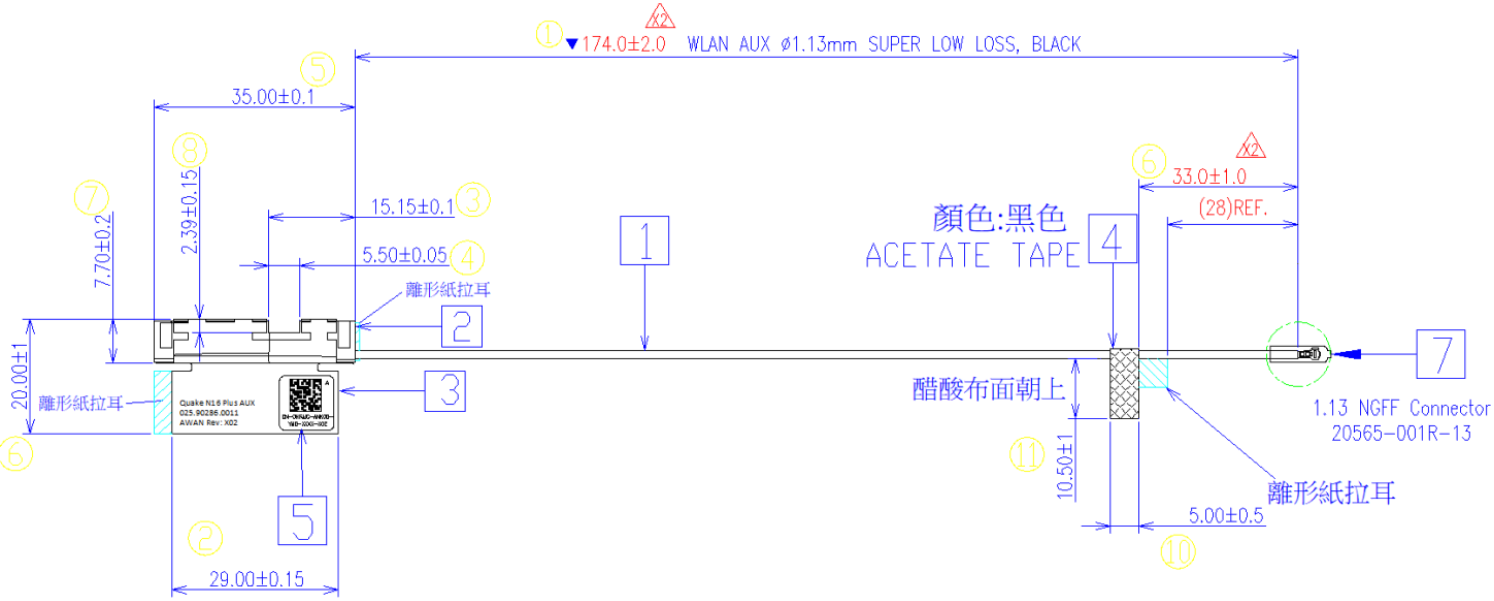 X2
① ▼174.0±2.0 WLAN AUX ø1.13mm SUPER LOW LOSS, BLACK
⑤
35.00±0.1
⑧
2.39±0.15
⑦
7.70±0.2
15.15±0.1 ③
5.50±0.05 ④
離形紙拉耳
1
2
顏色:黑色
ACETATE TAPE
4
X2
⑥
33.0±1.0
(28)REF.
20.00±1
離形紙拉耳
Quake N16 Plus AUX
025.90286.0011
AWAN Rev: X02
A
3
醋酸布面朝上
7
1.13 NGFF Connector
20565-001R-13
⑥
②
29.00±0.15
5
⑪
10.50±1
5.00±0.5
⑩
離形紙拉耳